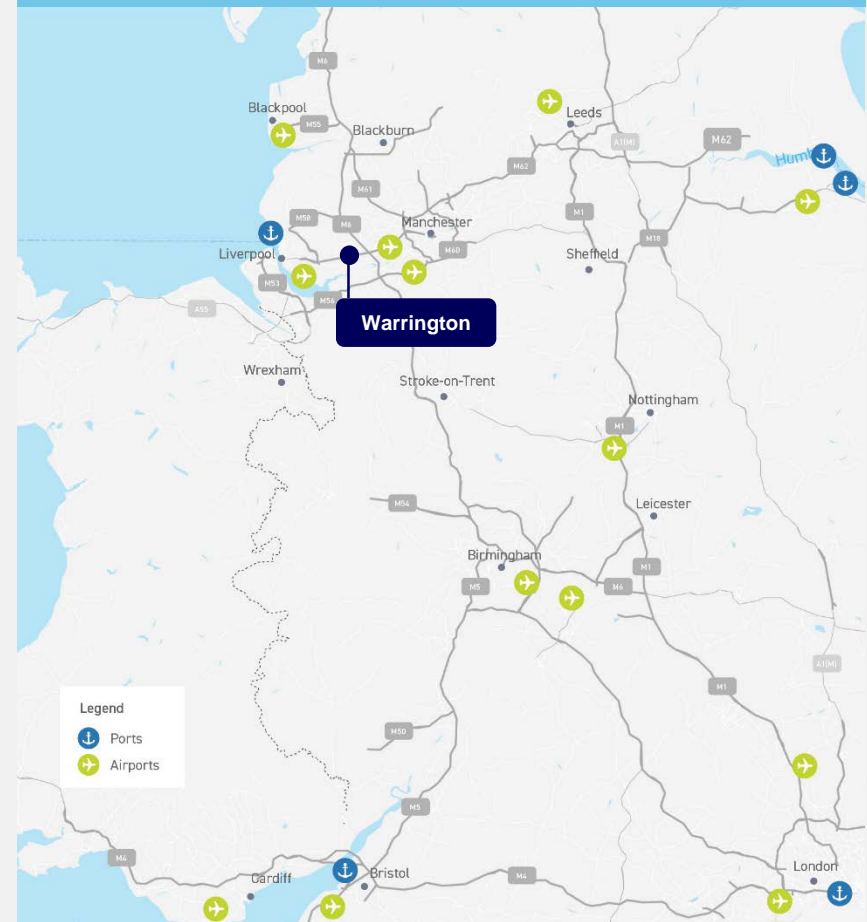 M6
Blackpool
M55
Blackburn
Leeds
A1(M)
M62
Humb
M62
M61
M58
M6
Manchester
M1
M18
M60
Liverpool
Sheffield
M53
M56
A55
Warrington
Wrexham
Stroke-on-Trent
Nottingham
M1
M54
Leicester
Birmingham
M5
M1
M6
A1(M)
M1
Legend
Ports
Airports
M50
M5
M4
Cardiff
Bristol
M4
London